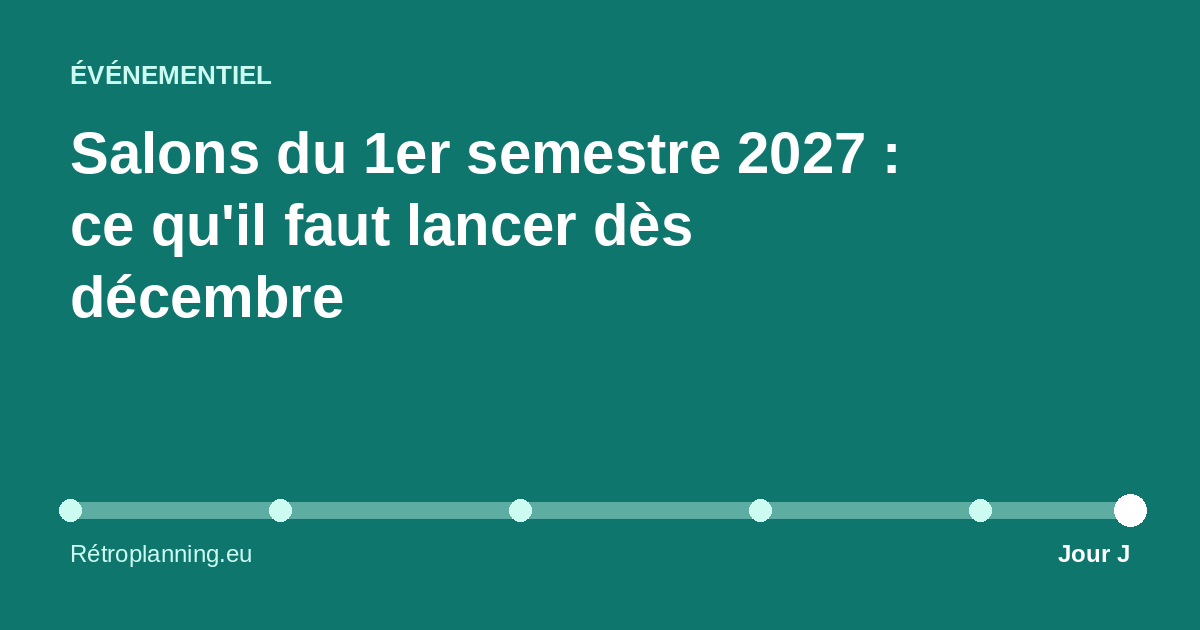 ÉVÉNEMENTIEL
Salons du 1er semestre 2027 :
ce qu'il faut lancer dès
décembre
Rétroplanning.eu
Jour J